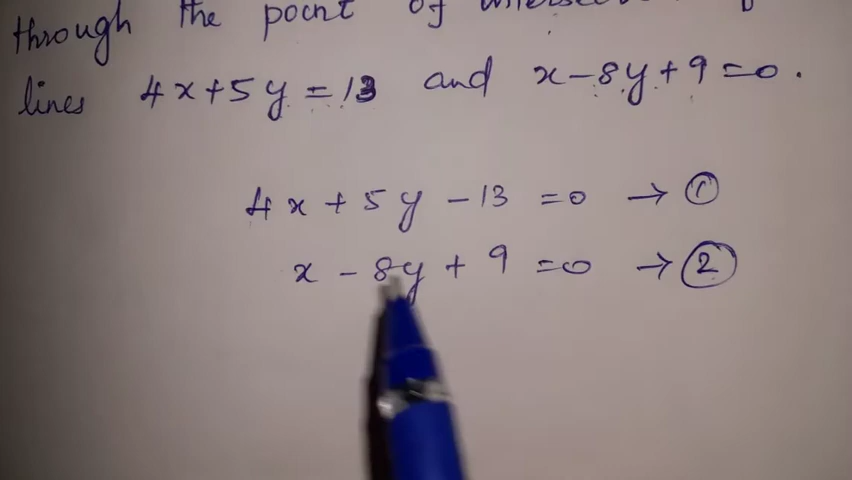 through the point of
lines 4x+5y=13 and x-8y+9=0.
4x+5y-13=0 → ①
x-8y+9=0 → ②